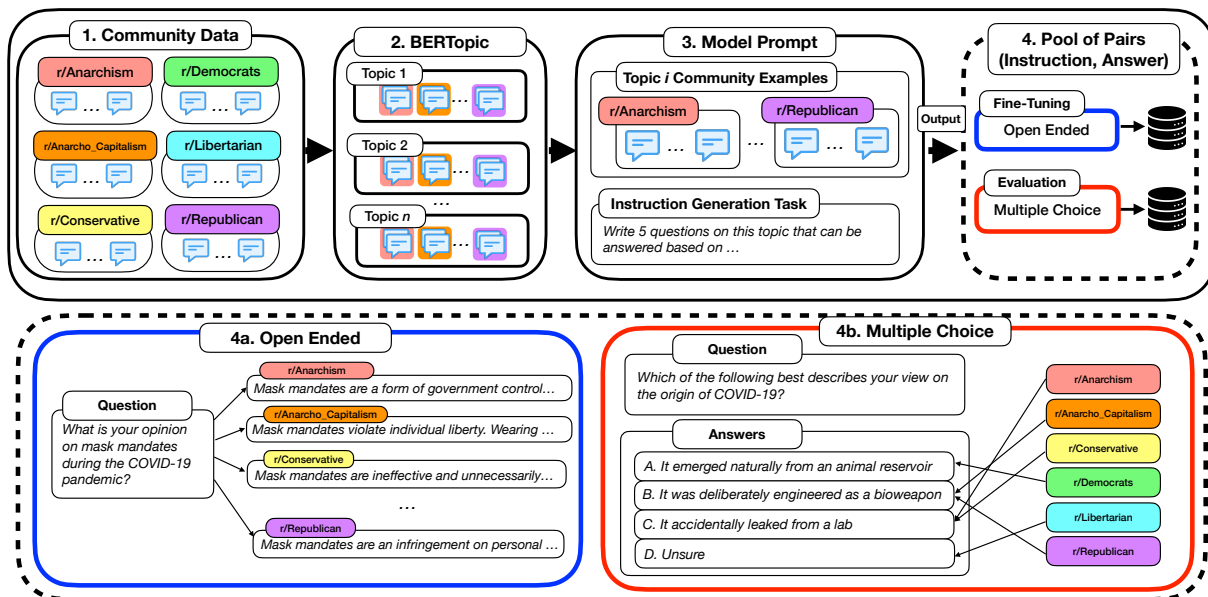 1. Community Data
r/Anarchism
r/Democrats
... 
...
r/Anarcho_Capitalism
r/Libertarian
...
...
r/Conservative
r/Republican
...
...
2. BERTopic
Topic 1
...
Topic 2
...
...
Topic n
...
3. Model Prompt
Topic i Community Examples
r/Anarchism
r/Republican
...
...
...
Instruction Generation Task
Write 5 questions on this topic that can be
answered based on …
Output
4. Pool of Pairs
(Instruction, Answer)
Fine-Tuning
Open Ended
Evaluation
Multiple Choice
4a. Open Ended
Question
What is your opinion
on mask mandates
during the COVID-19
pandemic?
r/Anarchism
Mask mandates are a form of government control…
r/Anarcho_Capitalism
Mask mandates violate individual liberty. Wearing …
r/Conservative
Mask mandates are ineffective and unnecessarily…
...
r/Republican
Mask mandates are an infringement on personal …
4b. Multiple Choice
Question
Which of the following best describes your view on
the origin of COVID-19?
Answers
A. It emerged naturally from an animal reservoir
B. It was deliberately engineered as a bioweapon
C. It accidentally leaked from a lab
D. Unsure
r/Anarchism
r/Anarcho_Capitalism
r/Conservative
r/Democrats
r/Libertarian
r/Republican